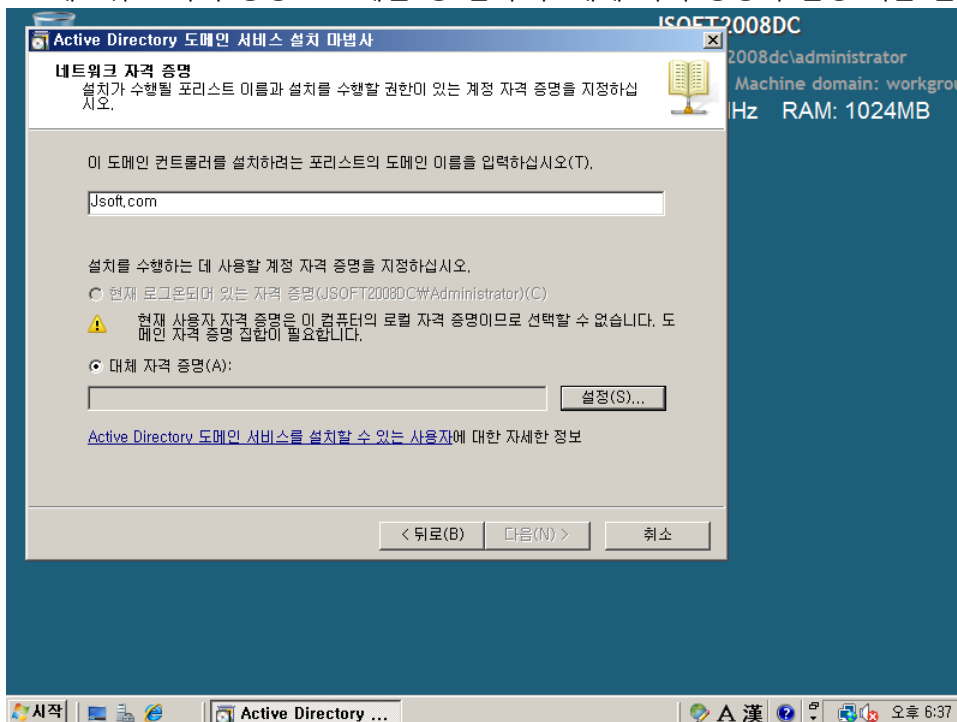 JSOFT2008DC
Active Directory 도메인 서비스 설치 마법사
2008dc\administrator
네트워크 자격 증명
설치가 수행될 포리스트 이름과 설치를 수행할 권한이 있는 계정 자격 증명을 지정하십
시오.
Machine domain: workgrou
Hz RAM: 1024MB
이 도메인 컨트롤러를 설치하려는 포리스트의 도메인 이름을 입력하십시오(T).
Jsoft.com
설치를 수행하는 데 사용할 계정 자격 증명을 지정하십시오.
현재 로그온되어 있는 자격 증명(JSOFT2008DC₩Administrator)(C)
현재 사용자 자격 증명은 이 컴퓨터의 로컬 자격 증명이므로 선택할 수 없습니다. 도
메인 자격 증명 집합이 필요합니다.
대체 자격 증명(A):
설정(S)...
Active Directory 도메인 서비스를 설치할 수 있는 사용자에 대한 자세한 정보
< 뒤로(B) 다음(N) > 취소
시작 Active Directory ... A 漢 오후 6:37